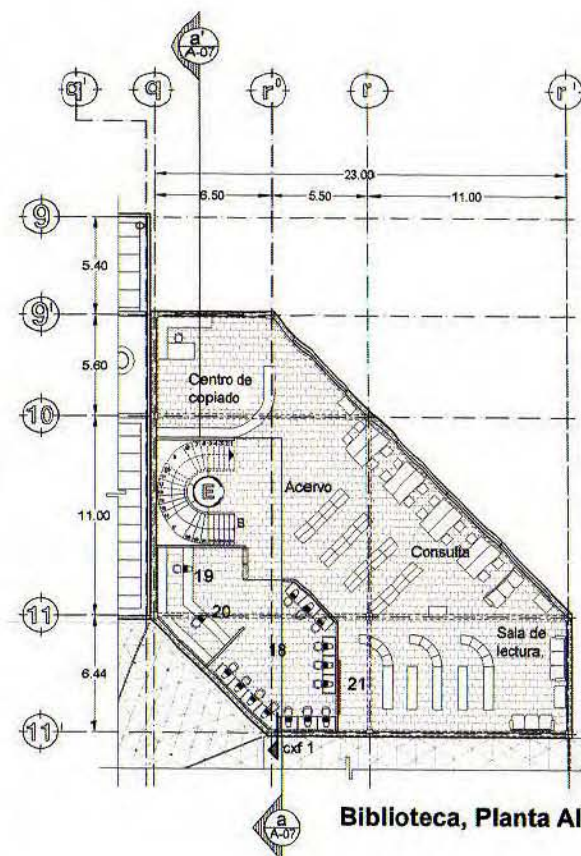 a'
A-07
q'
q
r°
r
r'
23.00
6.50
5.50
11.00
9
5.40
9'
5.60
Centro de
copiado
10
Acervo
E
B
11.00
Consulta
19
20
11
Sala de
lectura.
18
6.44
21
11'
cxf 1
a
A-07
Biblioteca, Planta Al